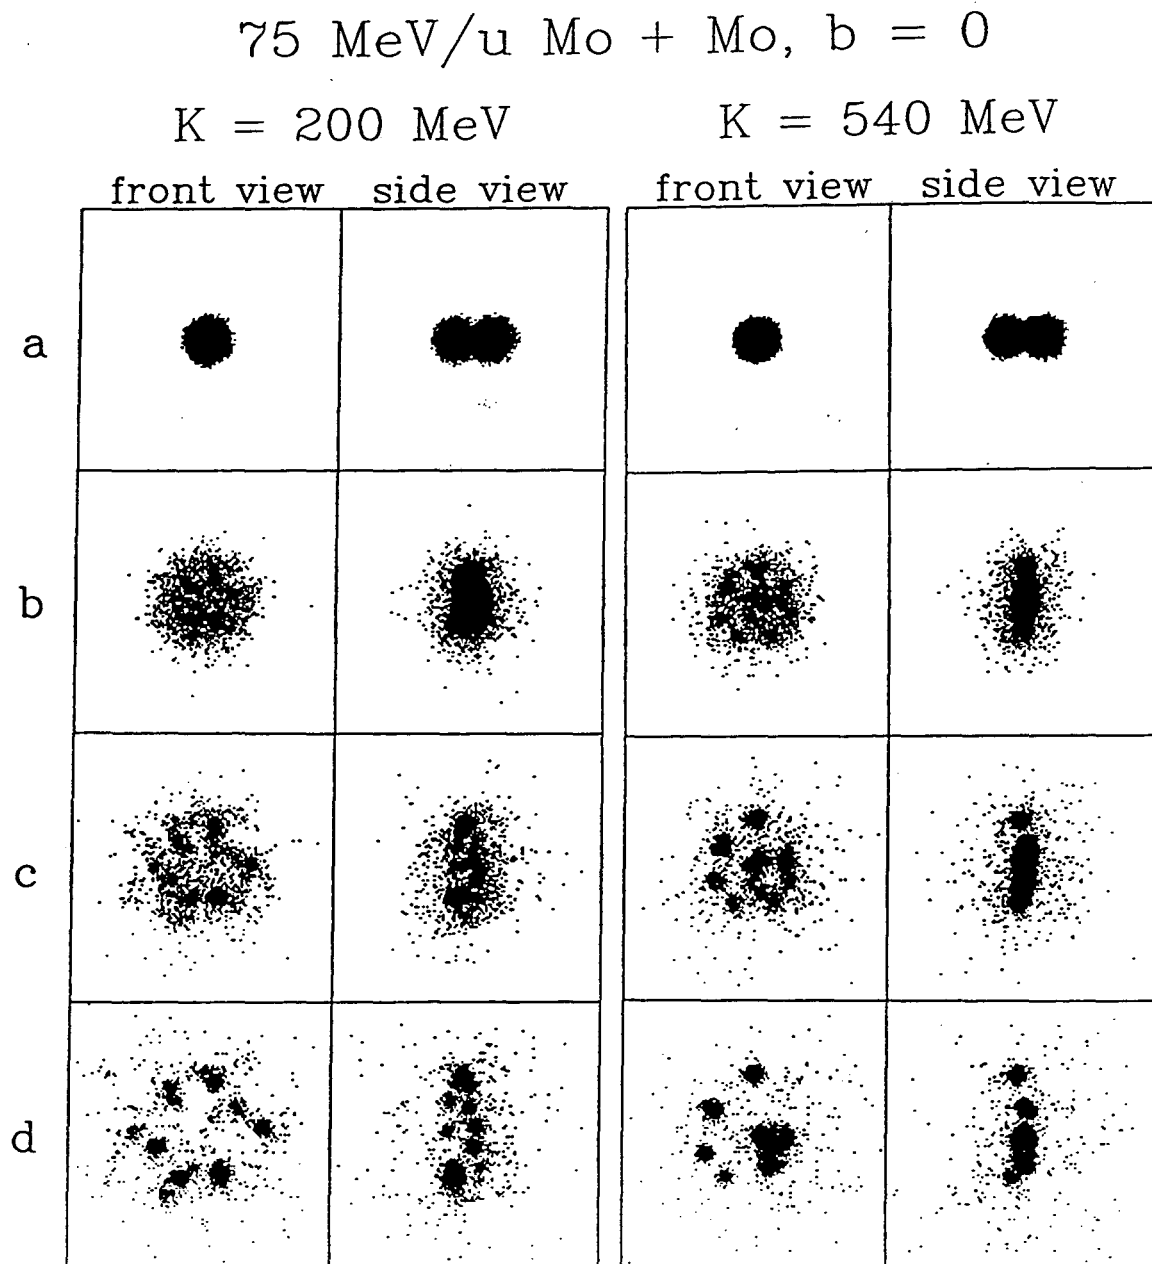 75 MeV/u Mo + Mo, b = 0
K = 200 MeV
K = 540 MeV
front view
side view
front view
side view
a
b
c
d